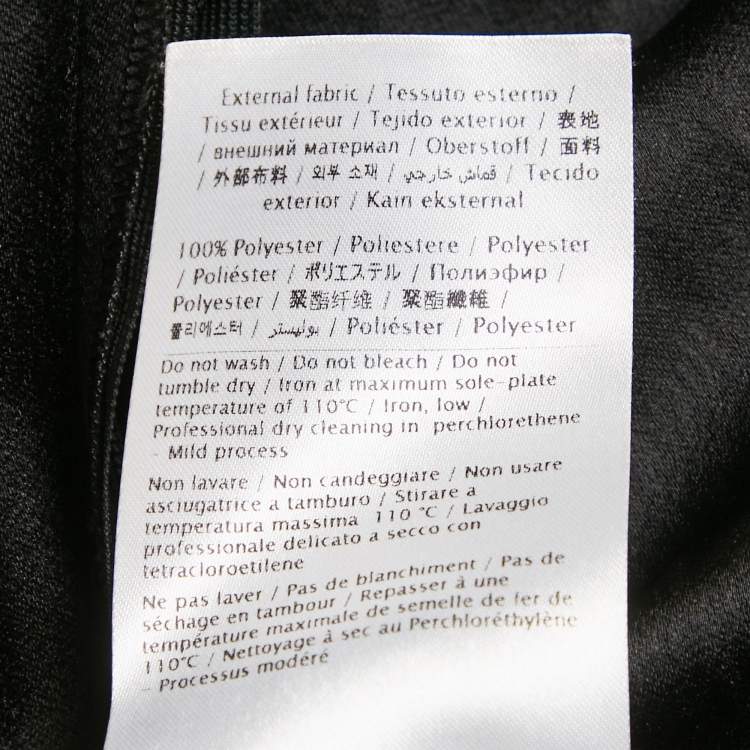 External fabric / Tessuto esterno /
Tissu extérieur / Tejido exterior / 表地
/ внешний материал / Oberstoff / 面料
/ 外部布料 / 외부 소재 / قماش خارجي / Tecido
exterior / Kain eksternal
100% Polyester / Poliestere / Polyester
/ Poliéster / ポリエステル / Полиэфир /
Polyester / 聚酯纤维 / 聚酯纖維 /
폴리에스터 / بوليستر / Poliéster / Polyester
Do not wash / Do not bleach / Do not
tumble dry / Iron at maximum sole-plate
temperature of 110°C / Iron, low /
Professional dry cleaning in perchlorethene
- Mild process
Non lavare / Non candeggiare / Non usare
asciugatrice a tamburo / Stirare a
temperatura massima 110 °C / Lavaggio
professionale delicato a secco con
tetracloroetilene
Ne pas laver / Pas de blanchiment / Pas de
séchage en tambour / Repasser à une
température maximale de semelle de fer de
110°C / Nettoyage à sec au Perchloréthylène
- Processus modéré